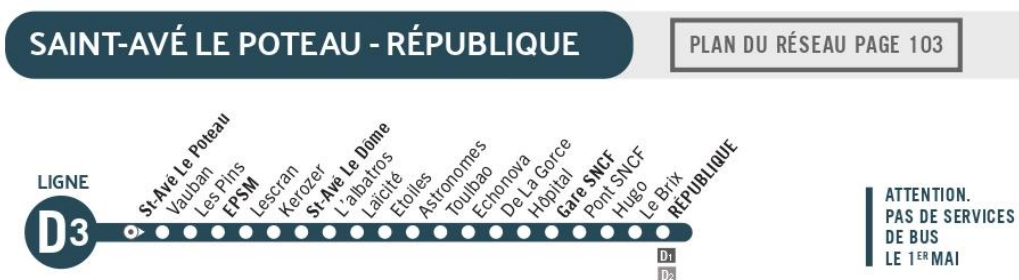 SAINT-AVÉ LE POTEAU - RÉPUBLIQUE
PLAN DU RÉSEAU PAGE 103
LIGNE
D3
St-Avé Le Poteau
Vauban
Les Pins
EPSM
Lescran
Kerozer
St-Avé Le Döme
L'albatros
Laïcité
Etoiles
Astronomes
Toulbao
Echonova
De La Gorce
Hôpital
Gare SNCF
Pont SNCF
Hugo
Le Brix
RÉPUBLIQUE
D1
D2
ATTENTION.
PAS DE SERVICES
DE BUS
LE 1ER MAI